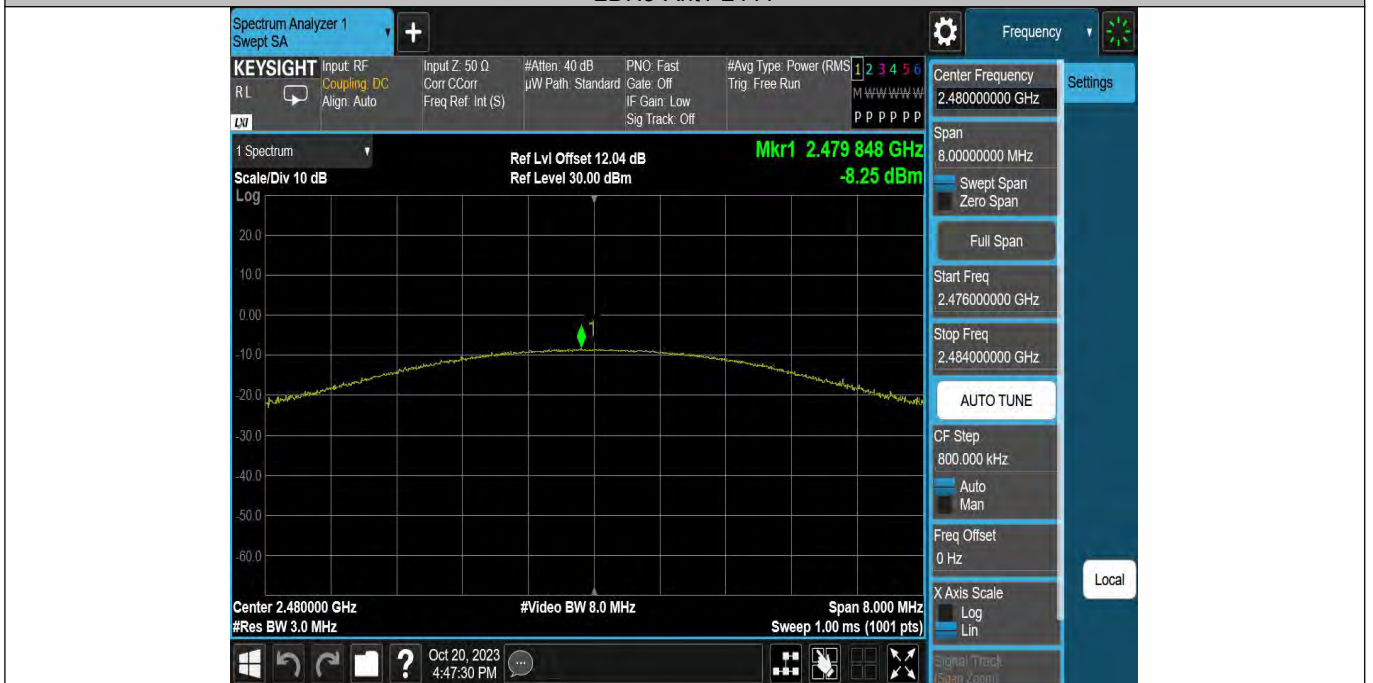 Spectrum Analyzer 1
Swept SA
Frequency
KEYSIGHT
RL
LXI
Input: RF
Coupling: DC
Align: Auto
Input Z: 50 Ω
Corr CCorr
Freq Ref: Int (S)
#Atten: 40 dB
µW Path: Standard
PNO: Fast
Gate: Off
IF Gain: Low
Sig Track: Off
#Avg Type: Power (RMS
Trig: Free Run
1 2 3 4 5 6
M W W W W W
P P P P P P
1 Spectrum
Scale/Div 10 dB
Ref Lvl Offset 12.04 dB
Ref Level 30.00 dBm
Mkr1 2.479 848 GHz
-8.25 dBm
Log
20.0
10.0
0.00
-10.0
-20.0
-30.0
-40.0
-50.0
-60.0
1
Center 2.480000 GHz
#Video BW 8.0 MHz
Span 8.000 MHz
#Res BW 3.0 MHz
Sweep 1.00 ms (1001 pts)
Oct 20, 2023
4:47:30 PM
Center Frequency
2.480000000 GHz
Settings
Span
8.00000000 MHz
Swept Span
Zero Span
Full Span
Start Freq
2.476000000 GHz
Stop Freq
2.484000000 GHz
AUTO TUNE
CF Step
800.000 kHz
Auto
Man
Freq Offset
0 Hz
X Axis Scale
Log
Lin
Local
Signal Track
(Span Zoom)